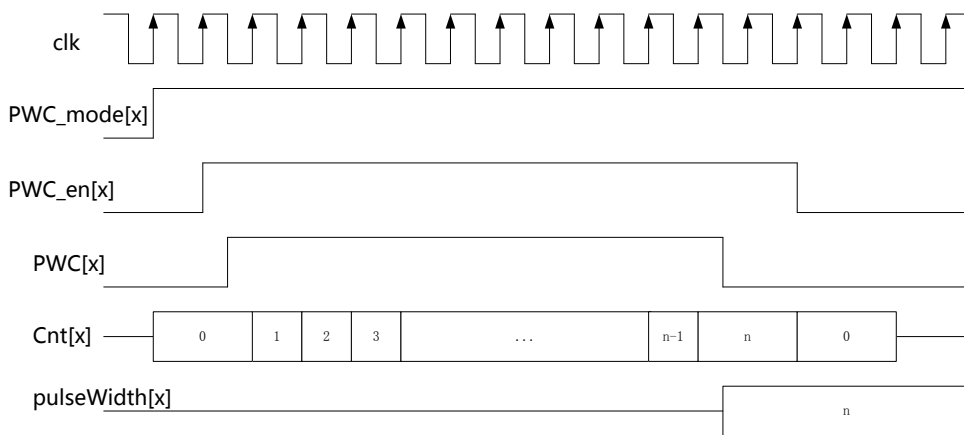 clk
PWC_mode[x]
PWC_en[x]
PWC[x]
Cnt[x] 0 1 2 3 ... n-1 n 0
pulseWidth[x] n